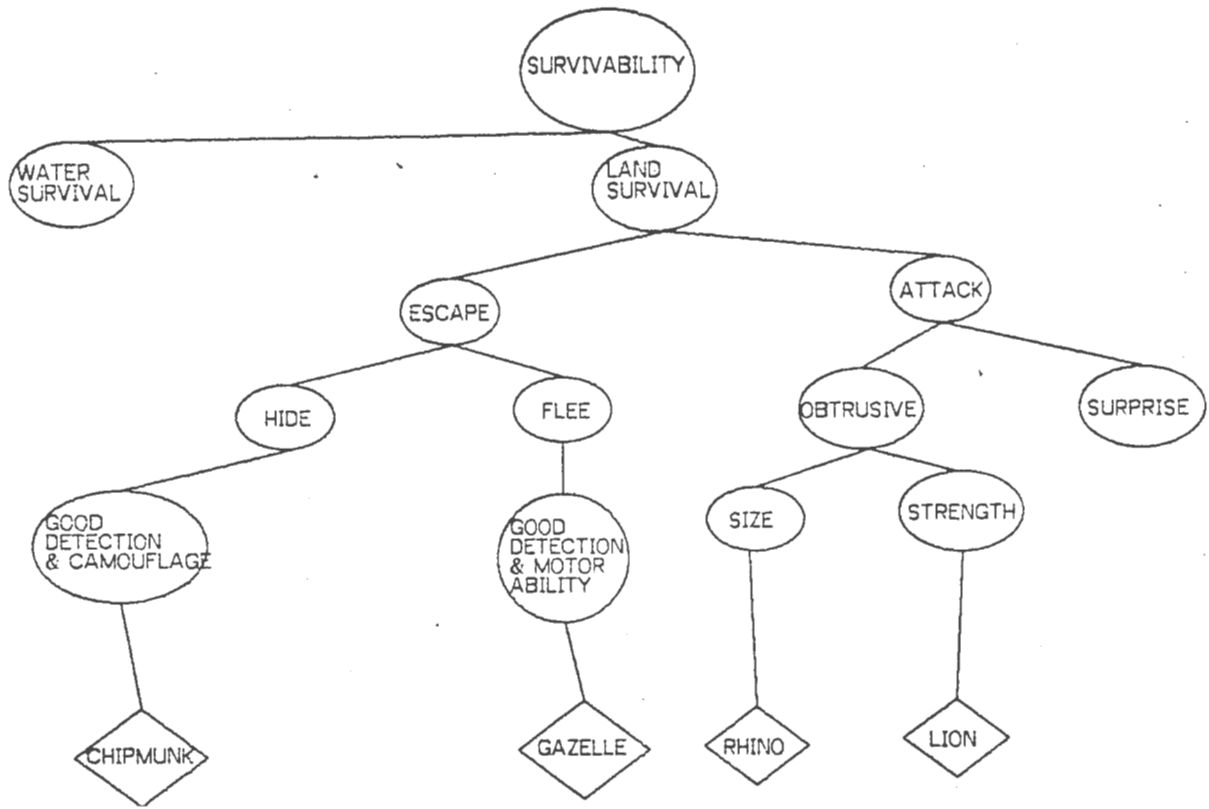 SURVIVABILITY
WATER
SURVIVAL
LAND
SURVIVAL
ESCAPE
ATTACK
HIDE
FLEE
OBTRUSIVE
SURPRISE
GOOD
DETECTION
& CAMOUFLAGE
GOOD
DETECTION
& MOTOR
ABILITY
SIZE
STRENGTH
CHIPMUNK
GAZELLE
RHINO
LION